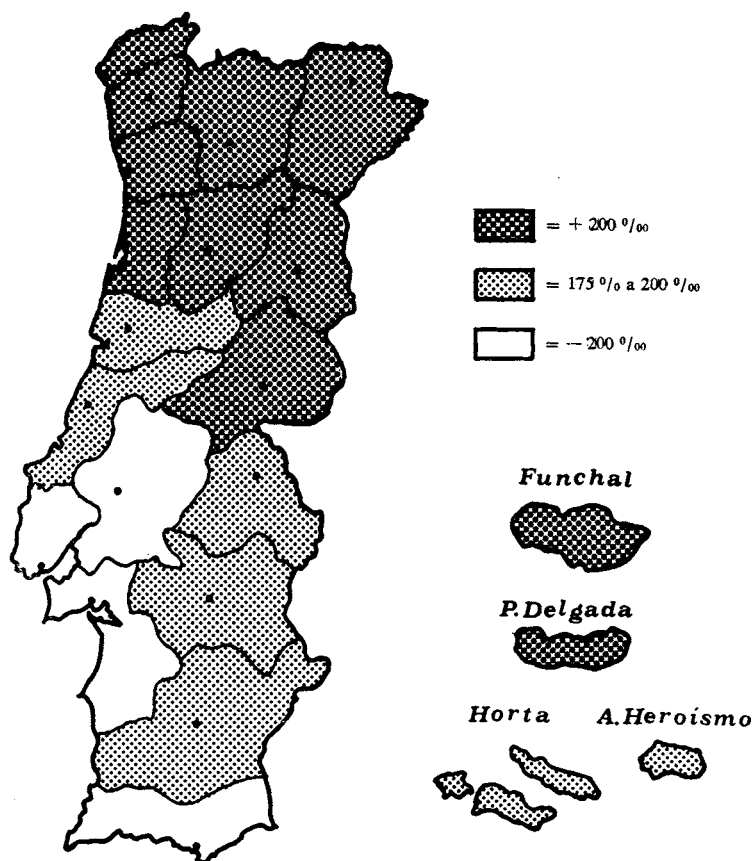 = + 200 ‰
= 175 % a 200 ‰
= — 200 ‰
Funchal
P. Delgada
Horta A. Heroísmo